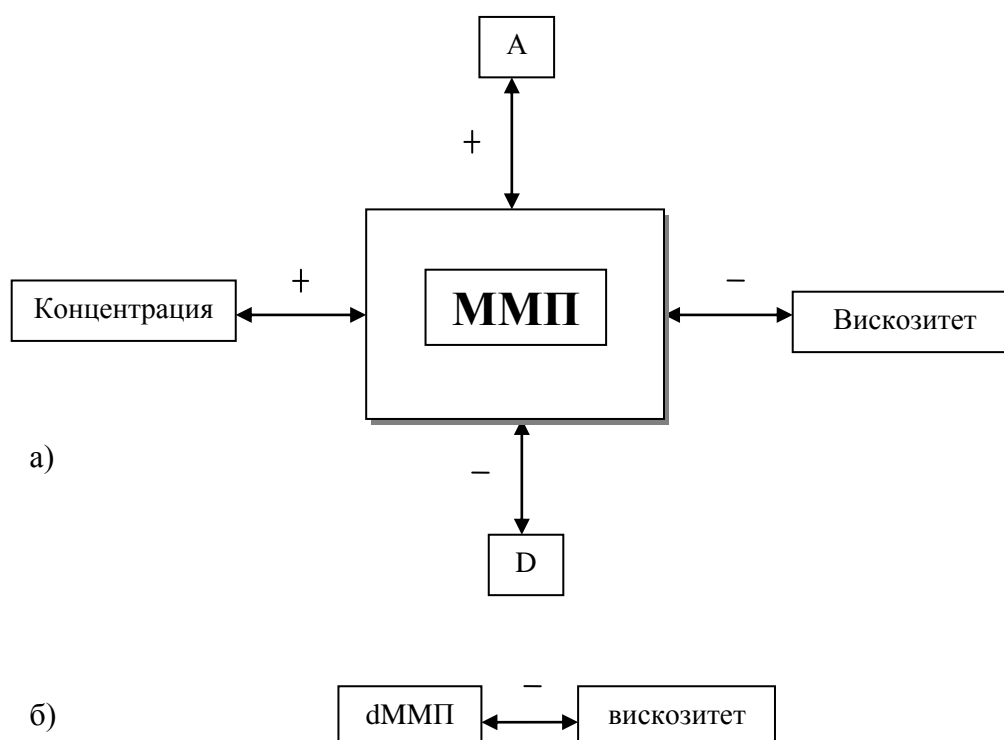 А
+
Концентрация
+
ММП
–
Вискозитет
а)
–
D
б)
dММП
–
вискозитет